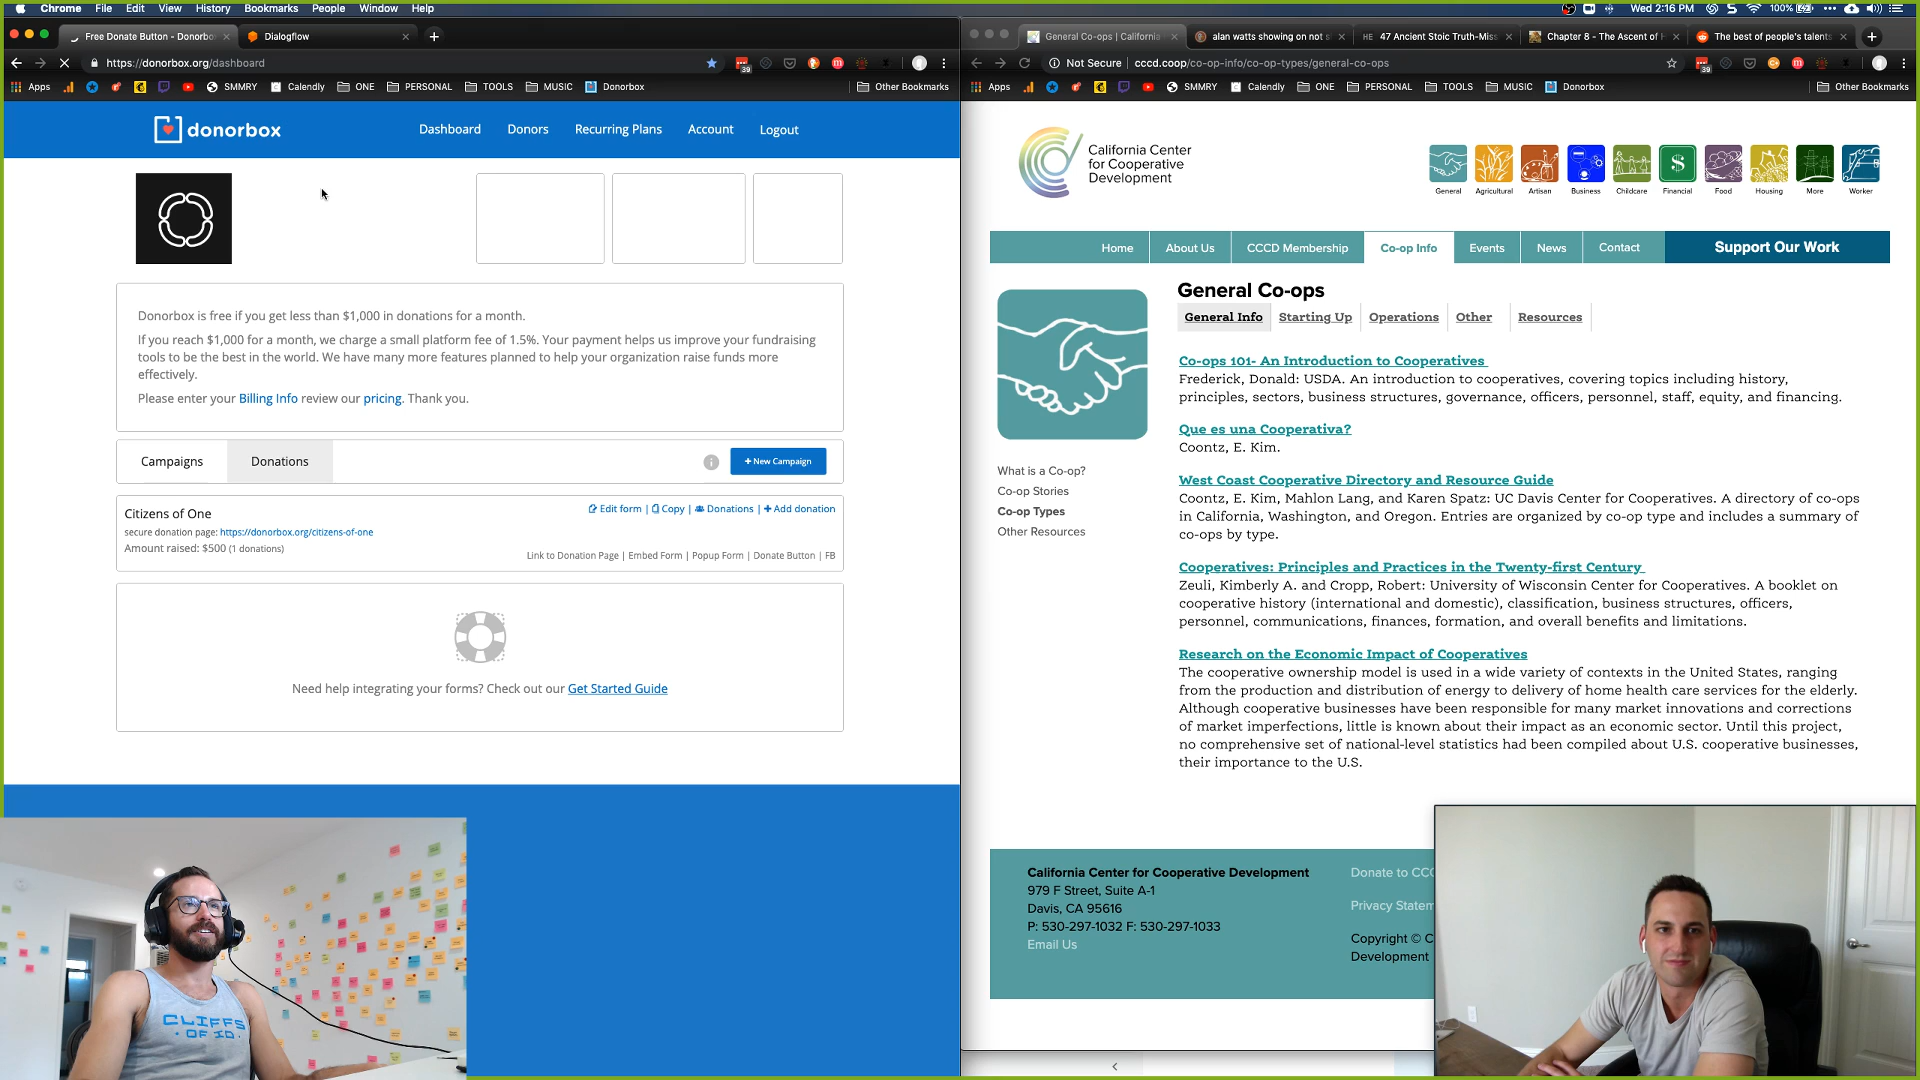 Chrome File Edit View History Bookmarks People Window Help
100% Wed 2:16 PM
Free Donate Button - Donorbo
Dialogflow
https://donorbox.org/dashboard
39
Apps SMMRY Calendly ONE PERSONAL TOOLS MUSIC Donorbox Other Bookmarks
donorbox
Dashboard Donors Recurring Plans Account Logout
Donorbox is free if you get less than $1,000 in donations for a month.
If you reach $1,000 for a month, we charge a small platform fee of 1.5%. Your payment helps us improve your fundraising
tools to be the best in the world. We have many more features planned to help your organization raise funds more
effectively.
Please enter your Billing Info review our pricing. Thank you.
Campaigns Donations + New Campaign
Citizens of One
Edit form | Copy | Donations | + Add donation
secure donation page: https://donorbox.org/citizens-of-one
Amount raised: $500 (1 donations)
Link to Donation Page | Embed Form | Popup Form | Donate Button | FB
Need help integrating your forms? Check out our Get Started Guide
CLIFFS
OF ID
General Co-ops | California
alan watts showing on not s
HE 47 Ancient Stoic Truth-Miss
Chapter 8 - The Ascent of H
The best of people's talents
Not Secure | cccd.coop/co-op-info/co-op-types/general-co-ops
39
Apps SMMRY Calendly ONE PERSONAL TOOLS MUSIC Donorbox Other Bookmarks
California Center
for Cooperative
Development
General Agricultural Artisan Business Childcare Financial Food Housing More Worker
Home About Us CCCD Membership Co-op Info Events News Contact Support Our Work
General Co-ops
General Info Starting Up Operations Other Resources
What is a Co-op?
Co-op Stories
Co-op Types
Other Resources
Co-ops 101- An Introduction to Cooperatives
Frederick, Donald: USDA. An introduction to cooperatives, covering topics including history,
principles, sectors, business structures, governance, officers, personnel, staff, equity, and financing.
Que es una Cooperativa?
Coontz, E. Kim.
West Coast Cooperative Directory and Resource Guide
Coontz, E. Kim, Mahlon Lang, and Karen Spatz: UC Davis Center for Cooperatives. A directory of co-ops
in California, Washington, and Oregon. Entries are organized by co-op type and includes a summary of
co-ops by type.
Cooperatives: Principles and Practices in the Twenty-first Century
Zeuli, Kimberly A. and Cropp, Robert: University of Wisconsin Center for Cooperatives. A booklet on
cooperative history (international and domestic), classification, business structures, officers,
personnel, communications, finances, formation, and overall benefits and limitations.
Research on the Economic Impact of Cooperatives
The cooperative ownership model is used in a wide variety of contexts in the United States, ranging
from the production and distribution of energy to delivery of home health care services for the elderly.
Although cooperative businesses have been responsible for many market innovations and corrections
of market imperfections, little is known about their impact as an economic sector. Until this project,
no comprehensive set of national-level statistics had been compiled about U.S. cooperative businesses,
their importance to the U.S.
California Center for Cooperative Development
979 F Street, Suite A-1
Davis, CA 95616
P: 530-297-1032 F: 530-297-1033
Email Us
Donate to CCC
Privacy Statem
Copyright © C
Development